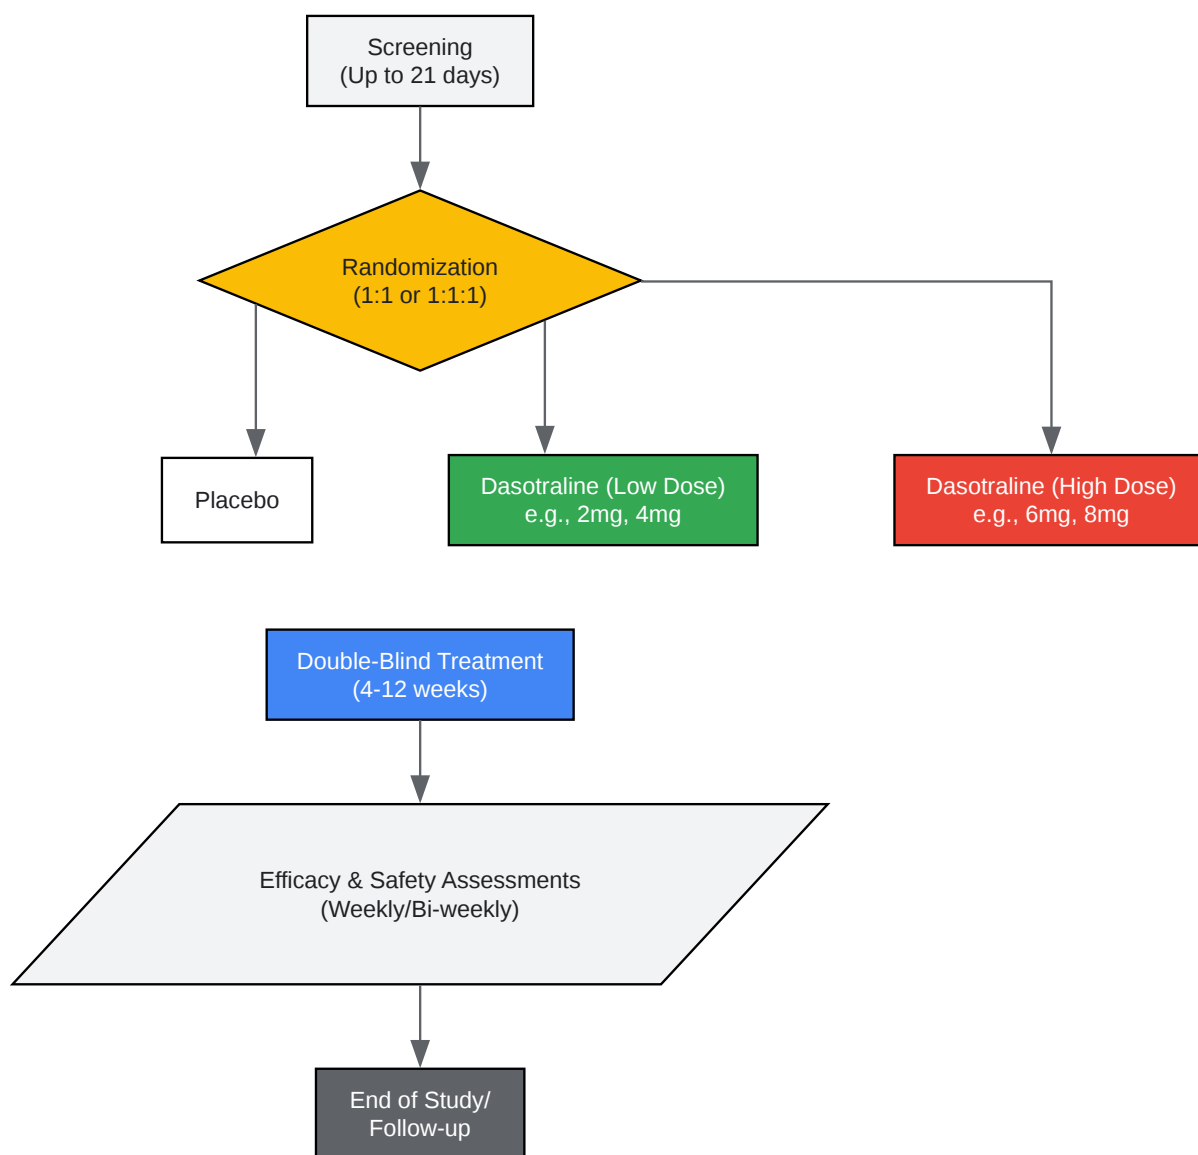 Screening
(Up to 21 days)
Randomization
(1:1 or 1:1:1)
Placebo
Dasotraline (Low Dose)
e.g., 2mg, 4mg
Dasotraline (High Dose)
e.g., 6mg, 8mg
Double-Blind Treatment
(4-12 weeks)
Efficacy & Safety Assessments
(Weekly/Bi-weekly)
End of Study/
Follow-up